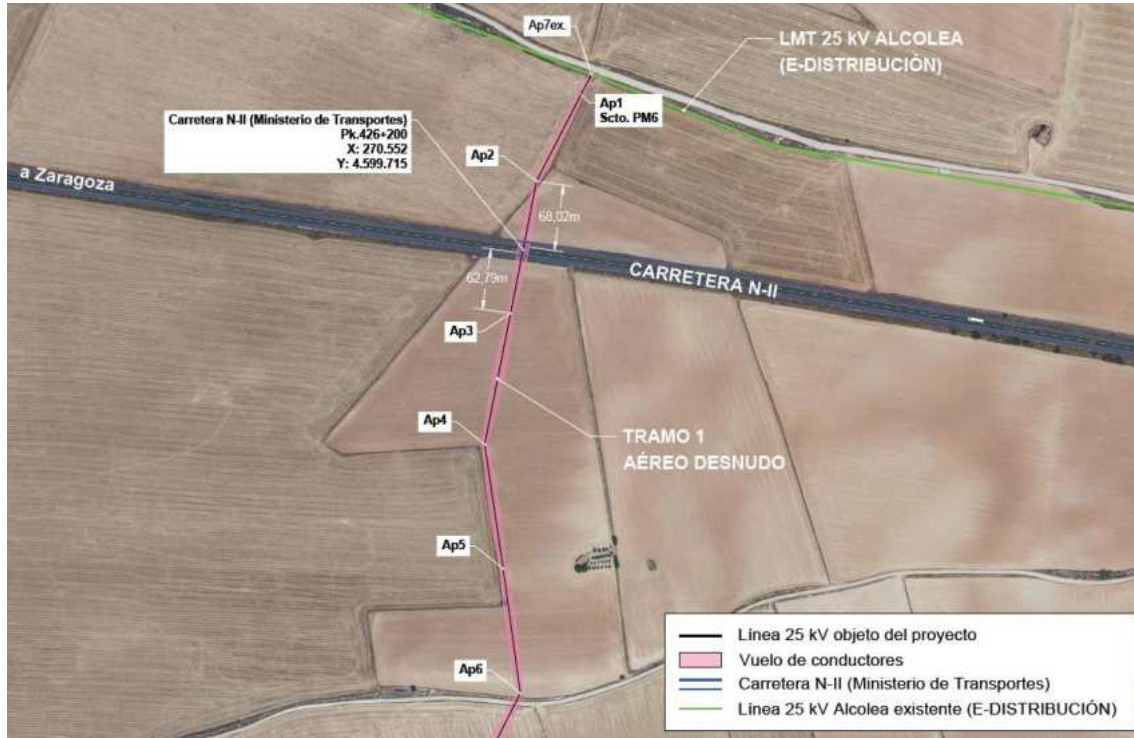 Ap7ex.
LMT 25 kV ALCOLEA
(E-DISTRIBUCIÓN)
Ap1
Scto. PM6
Carretera N-II (Ministerio de Transportes)
Pk.426+200
X: 270.552
Y: 4.599.715
Ap2
a Zaragoza
68,02m
62,79m
CARRETERA N-II
Ap3
Ap4
TRAMO 1
AÉREO DESNUDO
Ap5
Ap6
Línea 25 kV objeto del proyecto
Vuelo de conductores
Carretera N-II (Ministerio de Transportes)
Línea 25 kV Alcolea existente (E-DISTRIBUCIÓN)